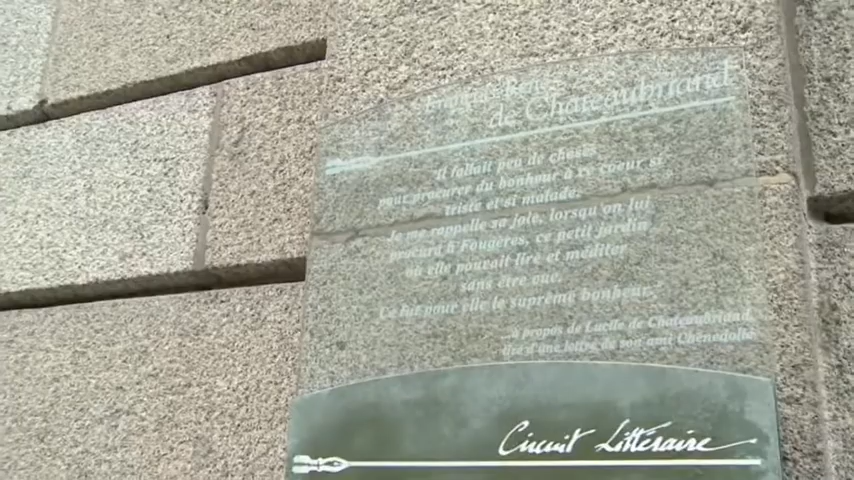 François-René
de Chateaubriand
Il fallait peu de chose
pour procurer du bonheur à ce cœur si
triste et si malade.
Je me rappelle sa joie, lorsqu'on lui
procura à Fougères, ce petit jardin
où elle pouvait lire et méditer
sans être vue.
Ce fut pour elle le suprême bonheur.
à propos de Lucile de Chateaubriand,
tiré d'une lettre de son ami Chênedollé
Circuit Littéraire